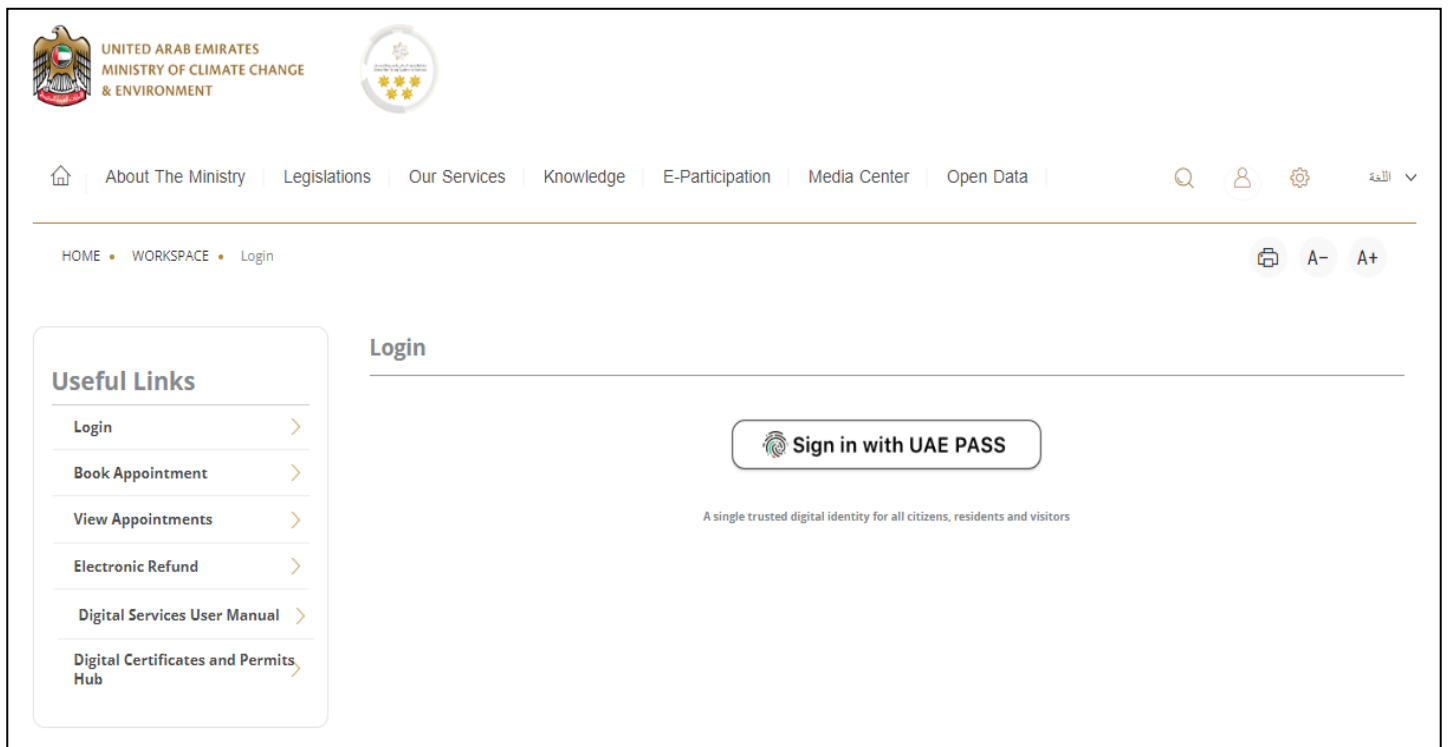 UNITED ARAB EMIRATES
MINISTRY OF CLIMATE CHANGE
& ENVIRONMENT
About The Ministry
Legislations
Our Services
Knowledge
E-Participation
Media Center
Open Data
اللغة
HOME • WORKSPACE • Login
A-
A+
Useful Links
Login
Book Appointment
View Appointments
Electronic Refund
Digital Services User Manual
Digital Certificates and Permits
Hub
Login
Sign in with UAE PASS
A single trusted digital identity for all citizens, residents and visitors